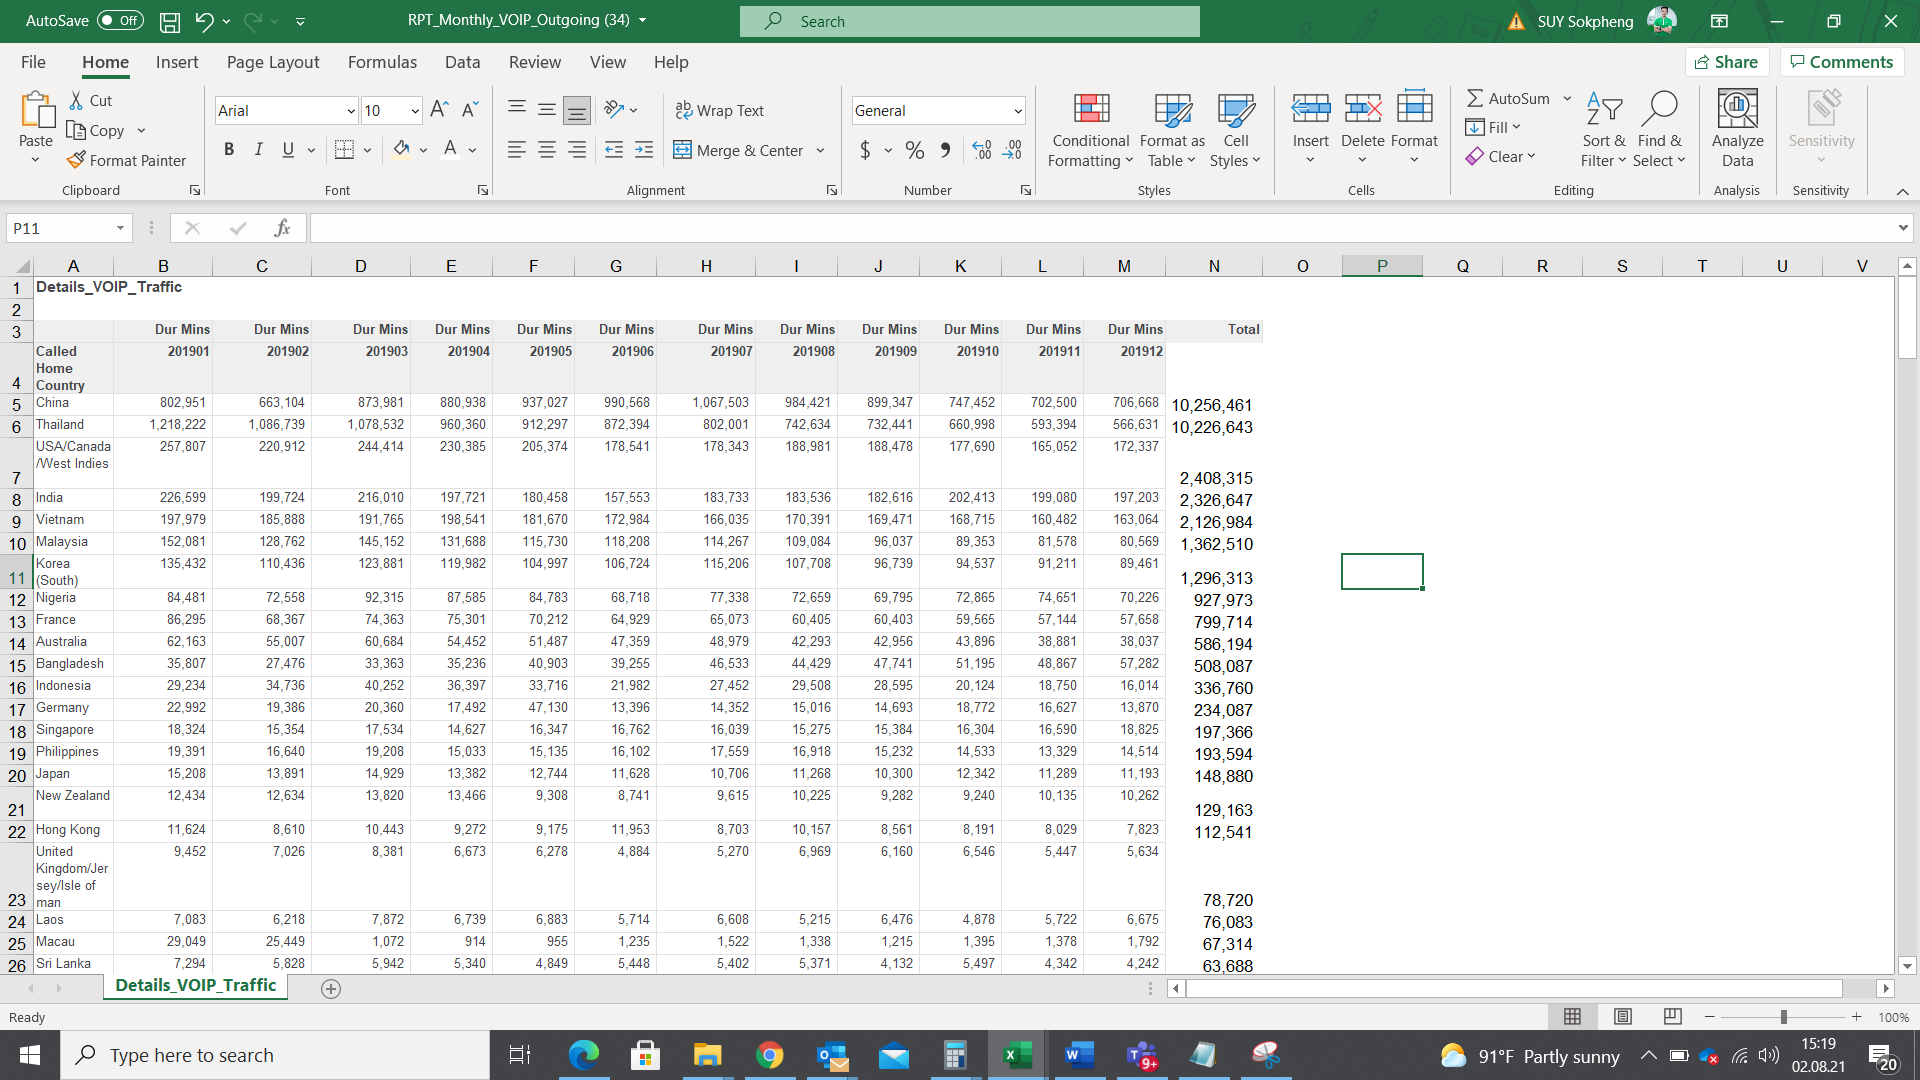 AutoSave Off RPT_Monthly_VOIP_Outgoing (34) Search SUY Sokpheng
File Home Insert Page Layout Formulas Data Review View Help Share Comments
Paste Cut Copy Format Painter Clipboard
Arial 10 B I U A Font
Wrap Text Merge & Center Alignment
General $ % Number
Conditional Formatting Format as Table Cell Styles Styles
Insert Delete Format Cells
AutoSum Fill Clear Sort & Filter Find & Select Editing
Analyze Data Analysis
Sensitivity Sensitivity
P11 fx
A B C D E F G H I J K L M N O P Q R S T U V
1 Details_VOIP_Traffic
2
3 Dur Mins Dur Mins Dur Mins Dur Mins Dur Mins Dur Mins Dur Mins Dur Mins Dur Mins Dur Mins Dur Mins Dur Mins Total
4 Called Home Country 201901 201902 201903 201904 201905 201906 201907 201908 201909 201910 201911 201912
5 China 802,951 663,104 873,981 880,938 937,027 990,568 1,067,503 984,421 899,347 747,452 702,500 706,668 10,256,461
6 Thailand 1,218,222 1,086,739 1,078,532 960,360 912,297 872,394 802,001 742,634 732,441 660,998 593,394 566,631 10,226,643
7 USA/Canada/West Indies 257,807 220,912 244,414 230,385 205,374 178,541 178,343 188,981 188,478 177,690 165,052 172,337 2,408,315
8 India 226,599 199,724 216,010 197,721 180,458 157,553 183,733 183,536 182,616 202,413 199,080 197,203 2,326,647
9 Vietnam 197,979 185,888 191,765 198,541 181,670 172,984 166,035 170,391 169,471 168,715 160,482 163,064 2,126,984
10 Malaysia 152,081 128,762 145,152 131,688 115,730 118,208 114,267 109,084 96,037 89,353 81,578 80,569 1,362,510
11 Korea (South) 135,432 110,436 123,881 119,982 104,997 106,724 115,206 107,708 96,739 94,537 91,211 89,461 1,296,313
12 Nigeria 84,481 72,558 92,315 87,585 84,783 68,718 77,338 72,659 69,795 72,865 74,651 70,226 927,973
13 France 86,295 68,367 74,363 75,301 70,212 64,929 65,073 60,405 60,403 59,565 57,144 57,658 799,714
14 Australia 62,163 55,007 60,684 54,452 51,487 47,359 48,979 42,293 42,956 43,896 38,881 38,037 586,194
15 Bangladesh 35,807 27,476 33,363 35,236 40,903 39,255 46,533 44,429 47,741 51,195 48,867 57,282 508,087
16 Indonesia 29,234 34,736 40,252 36,397 33,716 21,982 27,452 29,508 28,595 20,124 18,750 16,014 336,760
17 Germany 22,992 19,386 20,360 17,492 47,130 13,396 14,352 15,016 14,693 18,772 16,627 13,870 234,087
18 Singapore 18,324 15,354 17,534 14,627 16,347 16,762 16,039 15,275 15,384 16,304 16,590 18,825 197,366
19 Philippines 19,391 16,640 19,208 15,033 15,135 16,102 17,559 16,918 15,232 14,533 13,329 14,514 193,594
20 Japan 15,208 13,891 14,929 13,382 12,744 11,628 10,706 11,268 10,300 12,342 11,289 11,193 148,880
21 New Zealand 12,434 12,634 13,820 13,466 9,308 8,741 9,615 10,225 9,282 9,240 10,135 10,262 129,163
22 Hong Kong 11,624 8,610 10,443 9,272 9,175 11,953 8,703 10,157 8,561 8,191 8,029 7,823 112,541
23 United Kingdom/Jersey/Isle of man 9,452 7,026 8,381 6,673 6,278 4,884 5,270 6,969 6,160 6,546 5,447 5,634 78,720
24 Laos 7,083 6,218 7,872 6,739 6,883 5,714 6,608 5,215 6,476 4,878 5,722 6,675 76,083
25 Macau 29,049 25,449 1,072 914 955 1,235 1,522 1,338 1,215 1,395 1,378 1,792 67,314
26 Sri Lanka 7,294 5,828 5,942 5,340 4,849 5,448 5,402 5,371 4,132 5,497 4,342 4,242 63,688
Details_VOIP_Traffic
Ready 100%
Type here to search 9+ 91°F Partly sunny 15:19
02.08.21 20